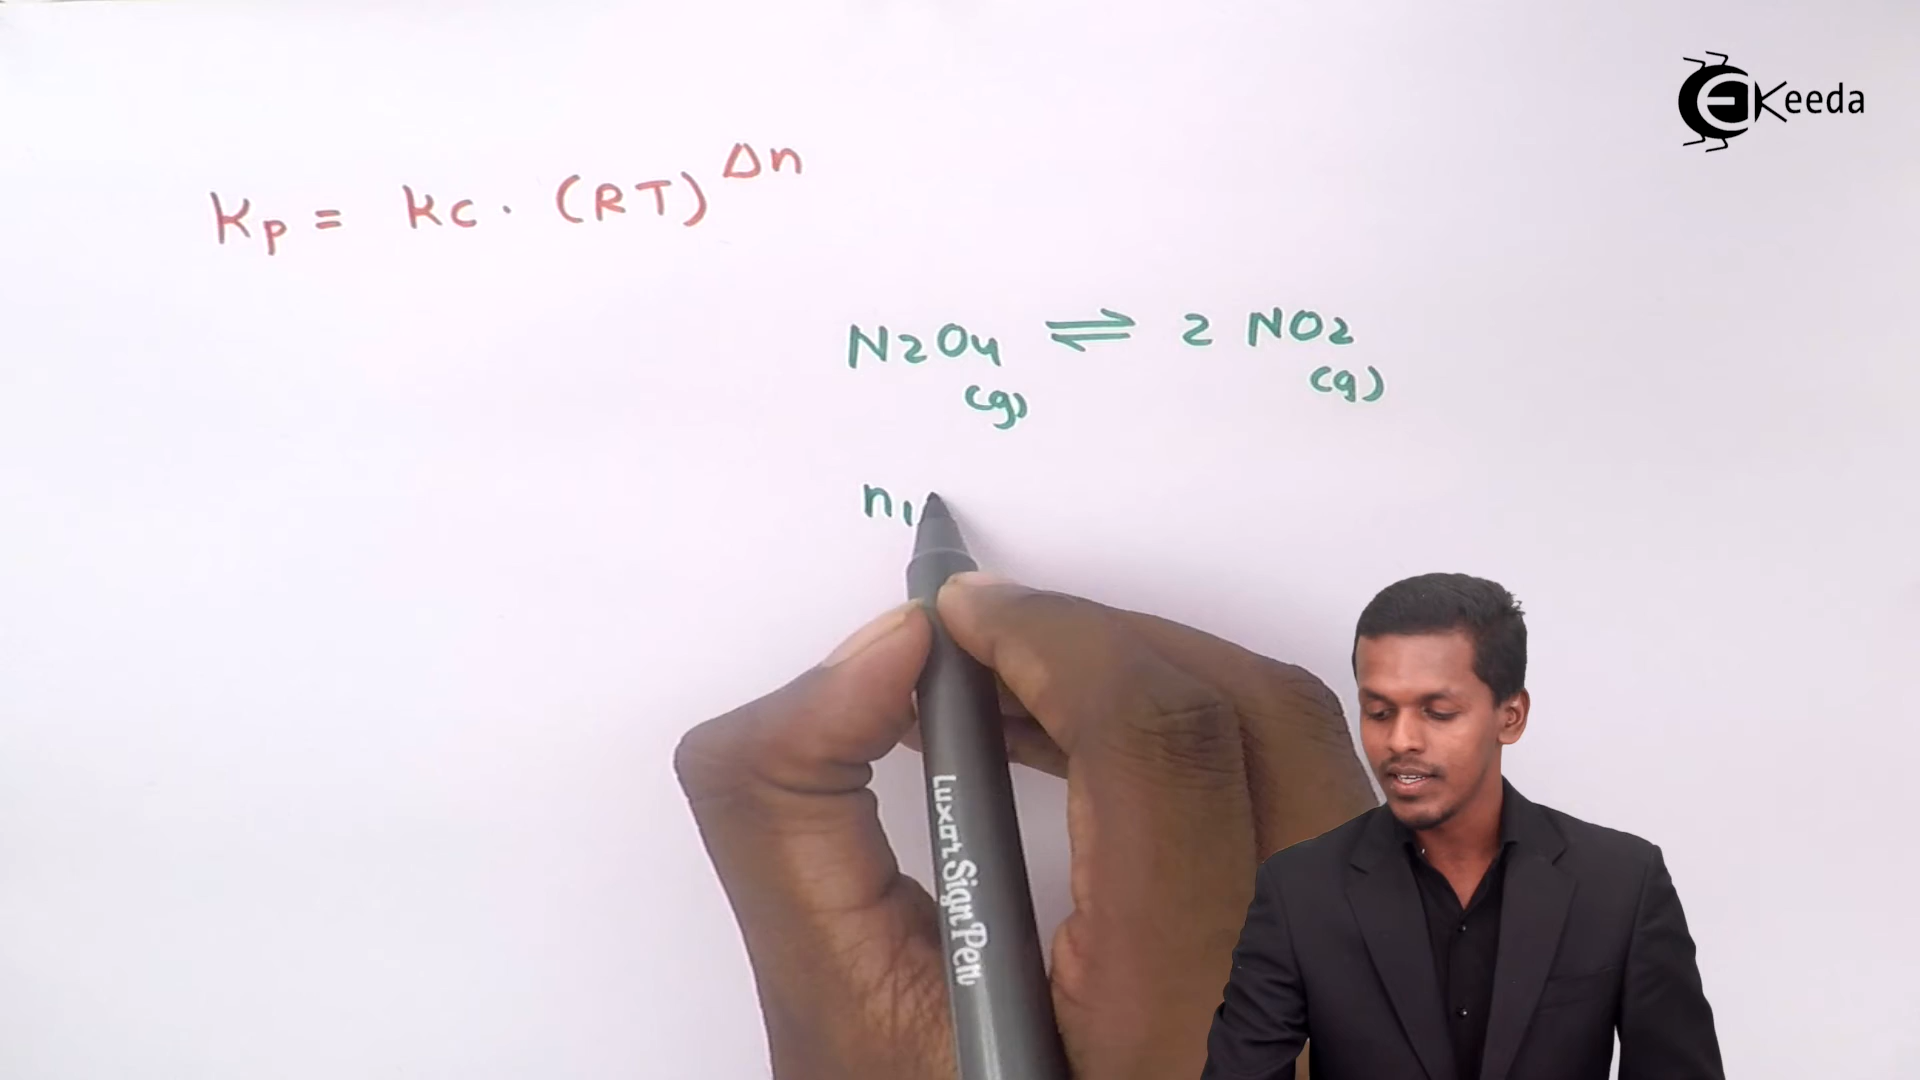 Keeda
Kp = Kc · (RT)^Δn
N2O4 ⇌ 2 NO2
(g) (g)
n1
Luxor Sign Pen